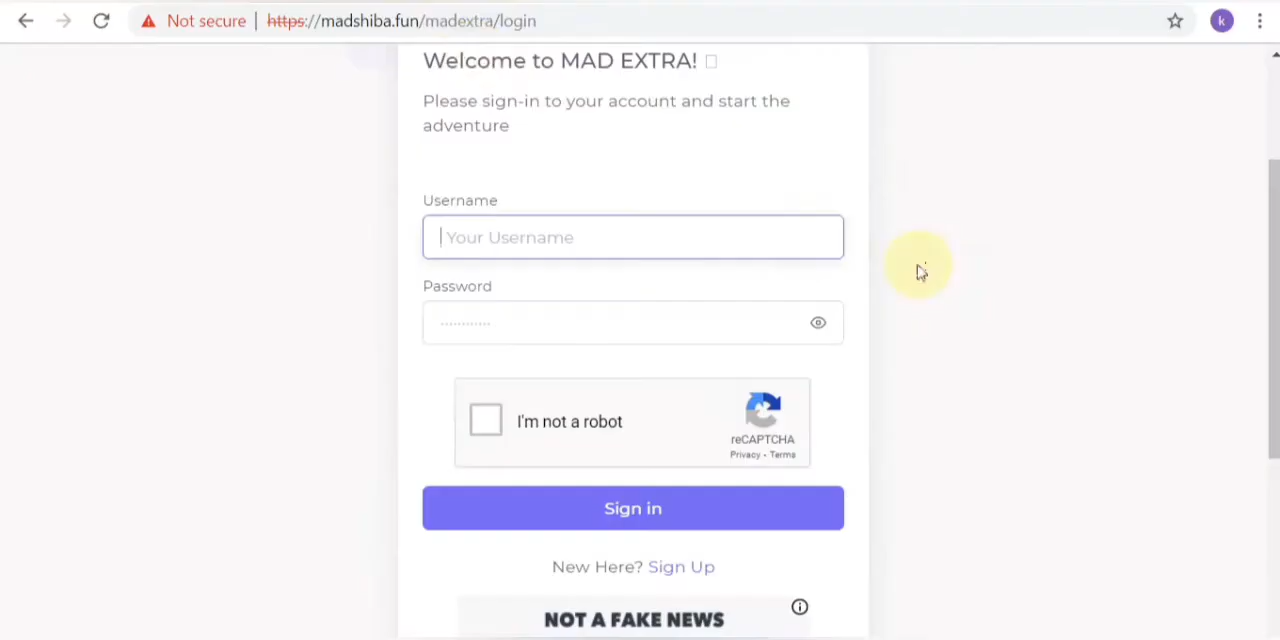 Not secure | https://madshiba.fun/madextra/login
k
Welcome to MAD EXTRA!
Please sign-in to your account and start the
adventure
Username
Your Username
Password
I'm not a robot
reCAPTCHA
Privacy - Terms
Sign in
New Here? Sign Up
NOT A FAKE NEWS